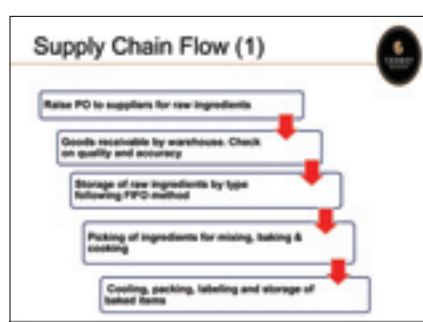 Supply Chain Flow (1)
Raise PO to suppliers for raw ingredients
Goods receivable by warehouse. Check
on quality and accuracy
Storage of raw ingredients by type
following FIFO method
Picking of ingredients for mixing, baking &
cooking
Cooling, packing, labeling and storage of
baked items